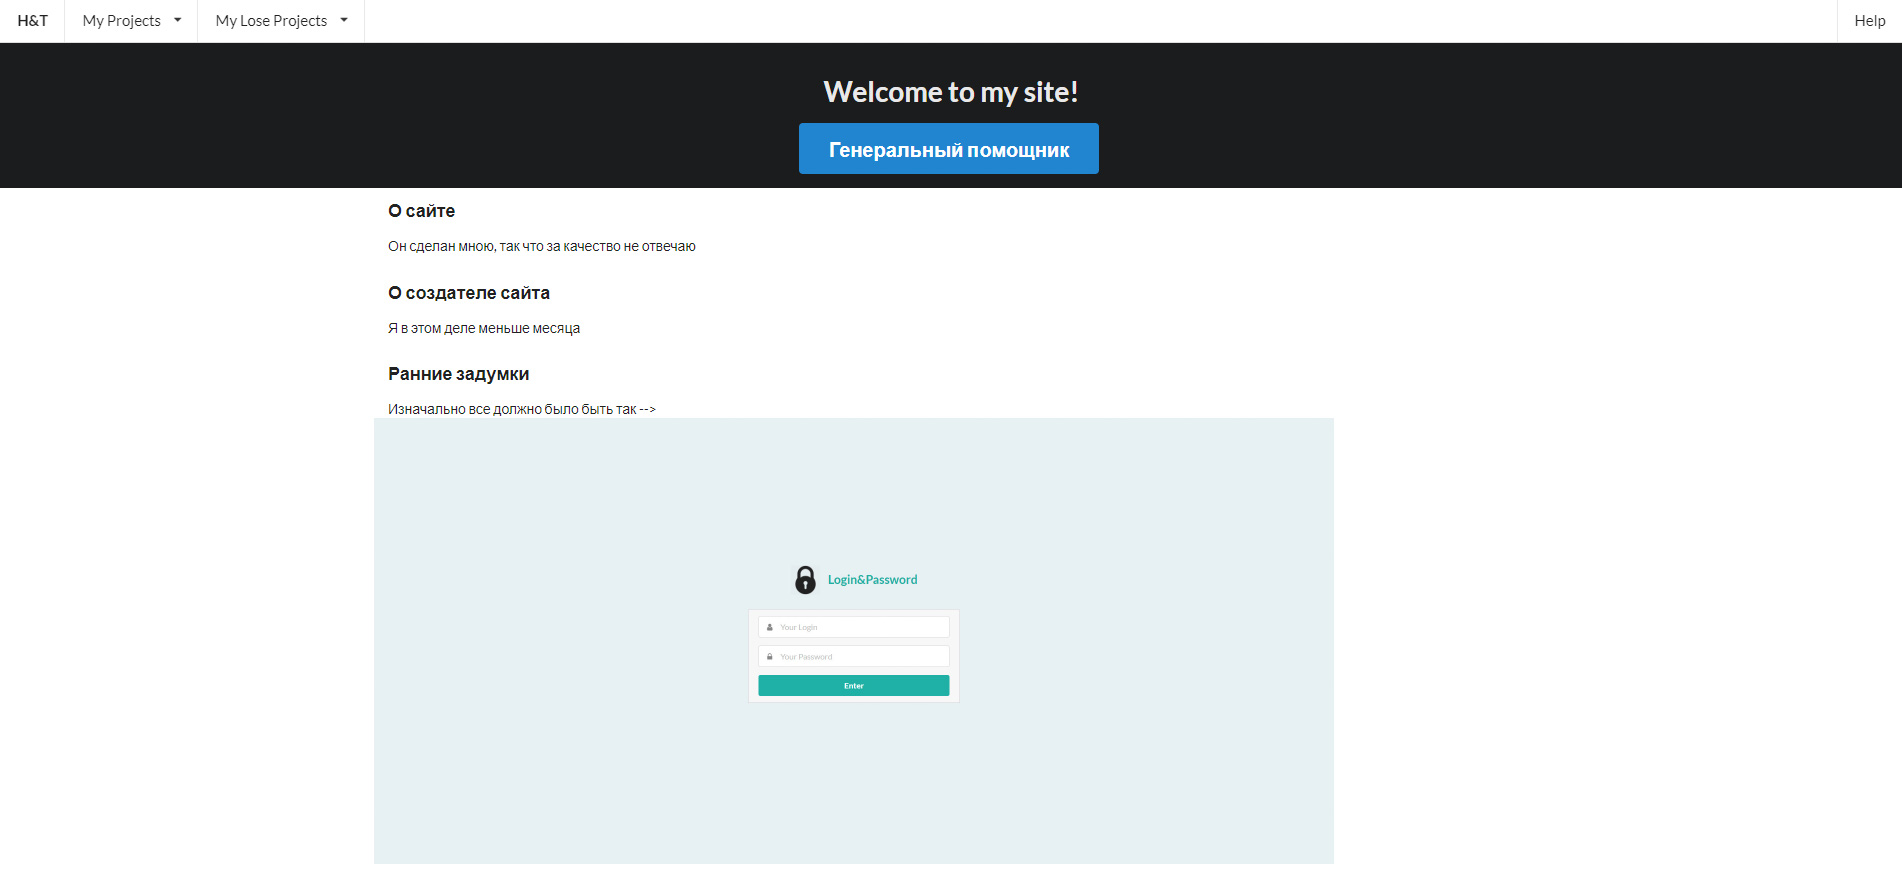 H&T My Projects My Lose Projects Help
Welcome to my site!
Генеральный помощник
О сайте
Он сделан мною, так что за качество не отвечаю
О создателе сайта
Я в этом деле меньше месяца
Ранние задумки
Изначально все должно было быть так -->
Login&Password
Your Login
Your Password
Enter